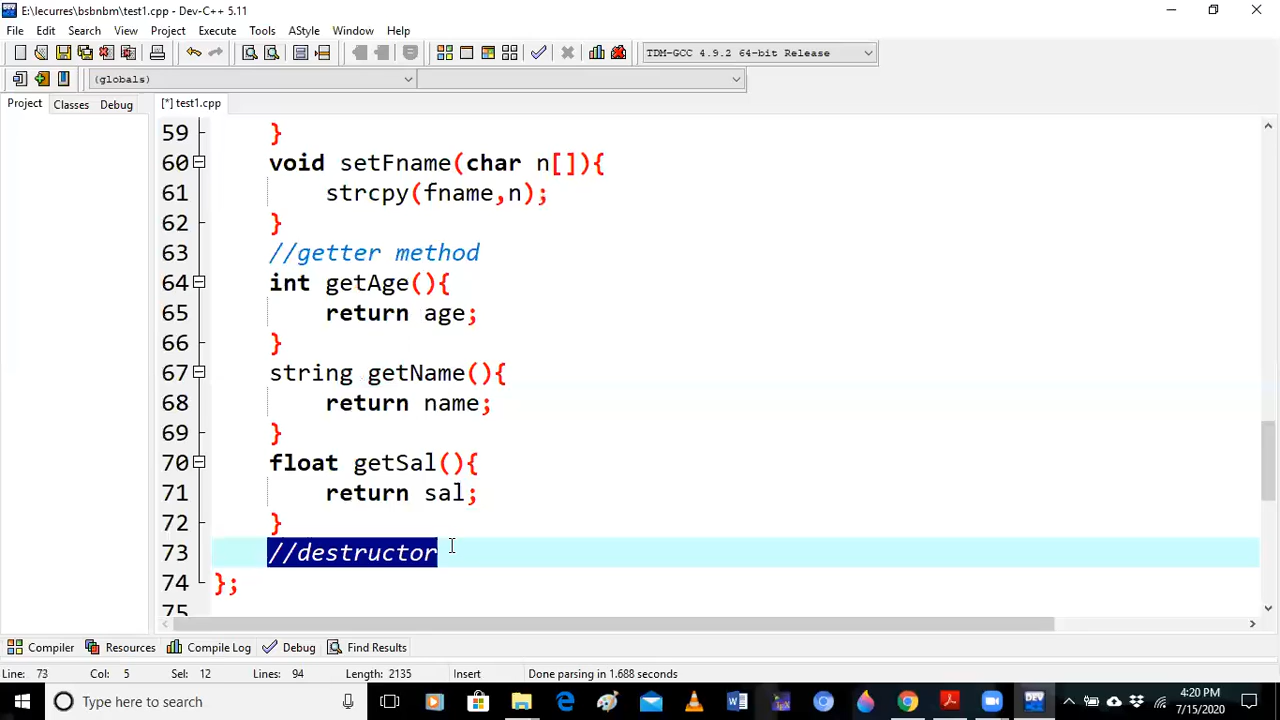 E:\lecurres\bsbnbm\test1.cpp - Dev-C++ 5.11
File Edit Search View Project Execute Tools AStyle Window Help
TDM-GCC 4.9.2 64-bit Release
(globals)
Project Classes Debug [*] test1.cpp
59 }
60 void setFname(char n[]){
61 strcpy(fname,n);
62 }
63 //getter method
64 int getAge(){
65 return age;
66 }
67 string getName(){
68 return name;
69 }
70 float getSal(){
71 return sal;
72 }
73 //destructor
74 };
75
Compiler Resources Compile Log Debug Find Results
Line: 73 Col: 5 Sel: 12 Lines: 94 Length: 2135 Insert Done parsing in 1.688 seconds
Type here to search
4:20 PM
7/15/2020